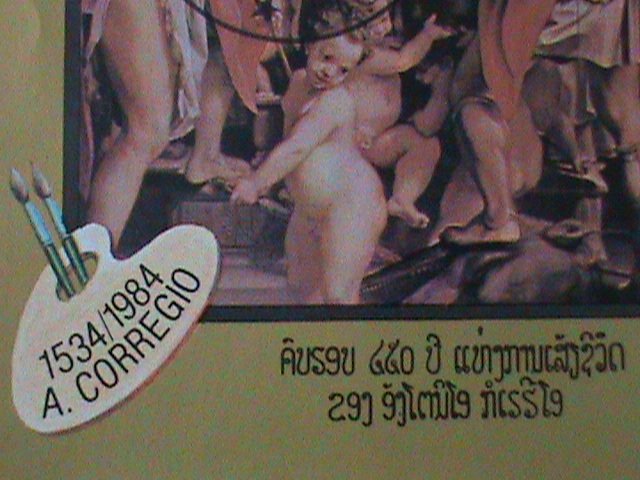 1534/1984
A. CORREGIO
ຄົບຮອບ ໔໕໐ ປີ ແຫ່ງການເສັງຊີວິດ
ຂອງ ອັງໂຕນີໂອ ກໍເຣຣີໂອ